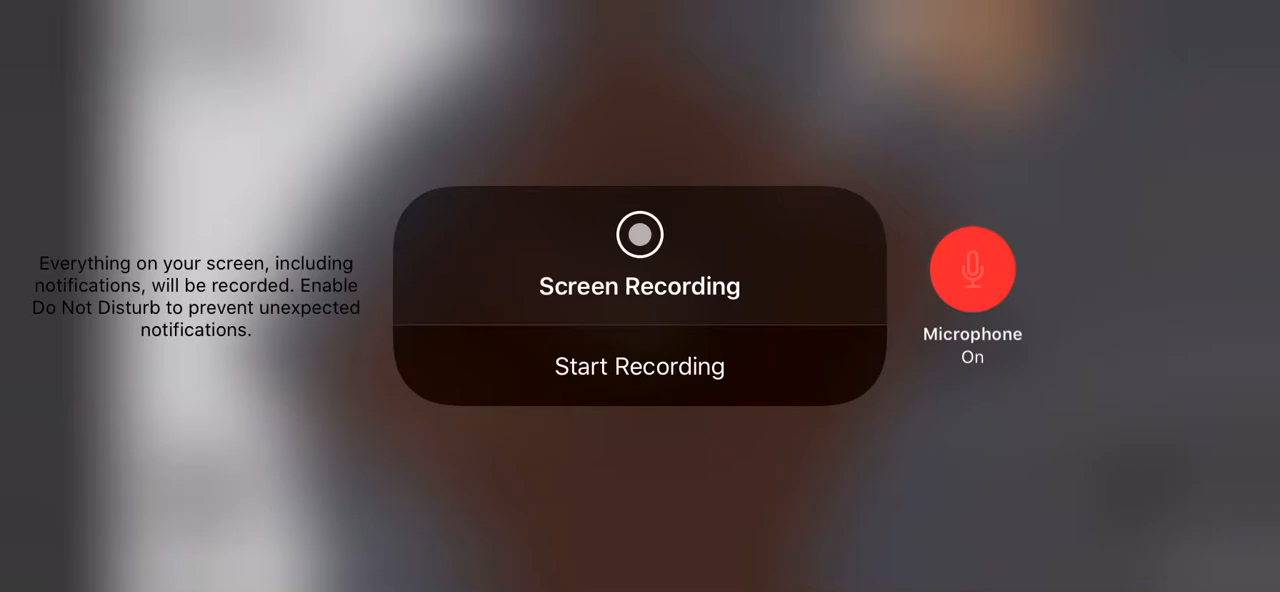 Everything on your screen, including
notifications, will be recorded. Enable
Do Not Disturb to prevent unexpected
notifications.
Screen Recording
Start Recording
Microphone
On